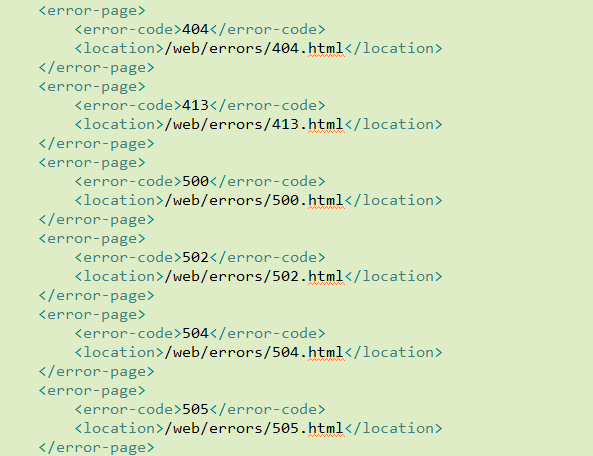 <error-page>
<error-code>404</error-code>
<location>/web/errors/404.html</location>
</error-page>
<error-page>
<error-code>413</error-code>
<location>/web/errors/413.html</location>
</error-page>
<error-page>
<error-code>500</error-code>
<location>/web/errors/500.html</location>
</error-page>
<error-page>
<error-code>502</error-code>
<location>/web/errors/502.html</location>
</error-page>
<error-page>
<error-code>504</error-code>
<location>/web/errors/504.html</location>
</error-page>
<error-page>
<error-code>505</error-code>
<location>/web/errors/505.html</location>
</error-page>